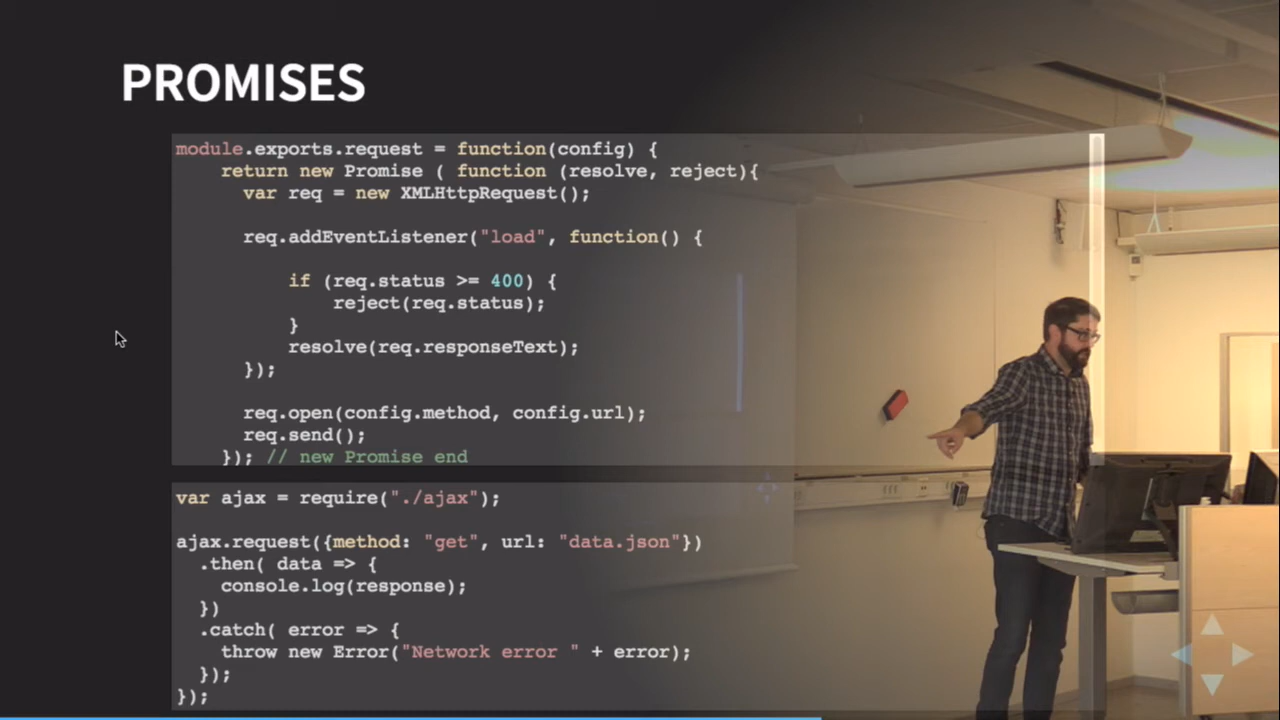 PROMISES
module.exports.request = function(config) {
return new Promise ( function (resolve, reject){
var req = new XMLHttpRequest();
req.addEventListener("load", function() {
if (req.status >= 400) {
reject(req.status);
}
resolve(req.responseText);
});
req.open(config.method, config.url);
req.send();
}); // new Promise end
var ajax = require("./ajax");
ajax.request({method: "get", url: "data.json"})
.then( data => {
console.log(response);
})
.catch( error => {
throw new Error("Network error " + error);
});
});